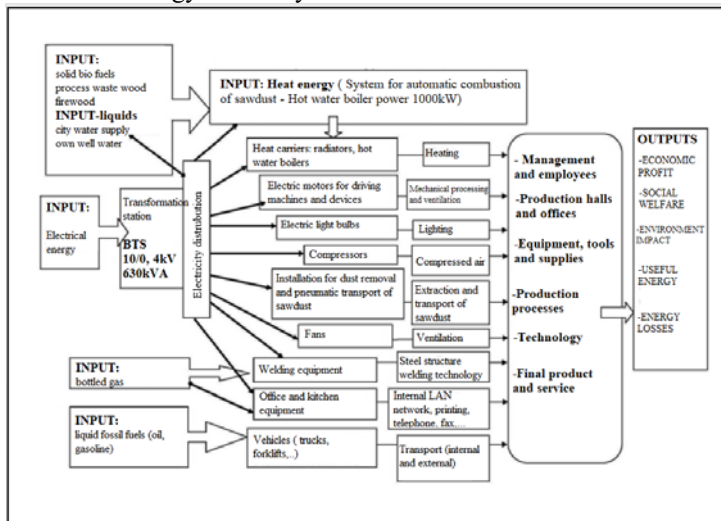 INPUT:
solid bio fuels
process waste wood
firewood
INPUT-liquids
city water supply
own well water
INPUT: Heat energy ( System for automatic combustion
of sawdust - Hot water boiler power 1000kW)
INPUT:
Electrical
energy
Transformation
station
BTS
10/0, 4kV
630kVA
Electricity distrubution
Heat carriers: radiators, hot
water boilers
Heating
Electric motors for driving
machines and devices
Mechanical processing
and ventilation
Electric light bulbs
Lighting
Compressors
Compressed air
Installation for dust removal
and pneumatic transport of
sawdust
Extraction and
transport of
sawdust
Fans
Ventilation
INPUT:
bottled gas
Welding equipment
Steel structure
welding technology
Office and kitchen
equipment
Internal LAN
network, printing,
telephone, fax,...
INPUT:
liquid fossil fuels (oil,
gasoline)
Vehicles ( trucks,
forklifts,..)
Transport (internal
and external)
- Management
and employees
-Production halls
and offices
-Equipment, tools
and supplies
-Production
processes
-Technology
-Final product
and service
OUTPUTS
-ECONOMIC
PROFIT
-SOCIAL
WELFARE
-ENVIRONMENT
IMPACT
-USEFUL
ENERGY
-ENERGY
LOSSES